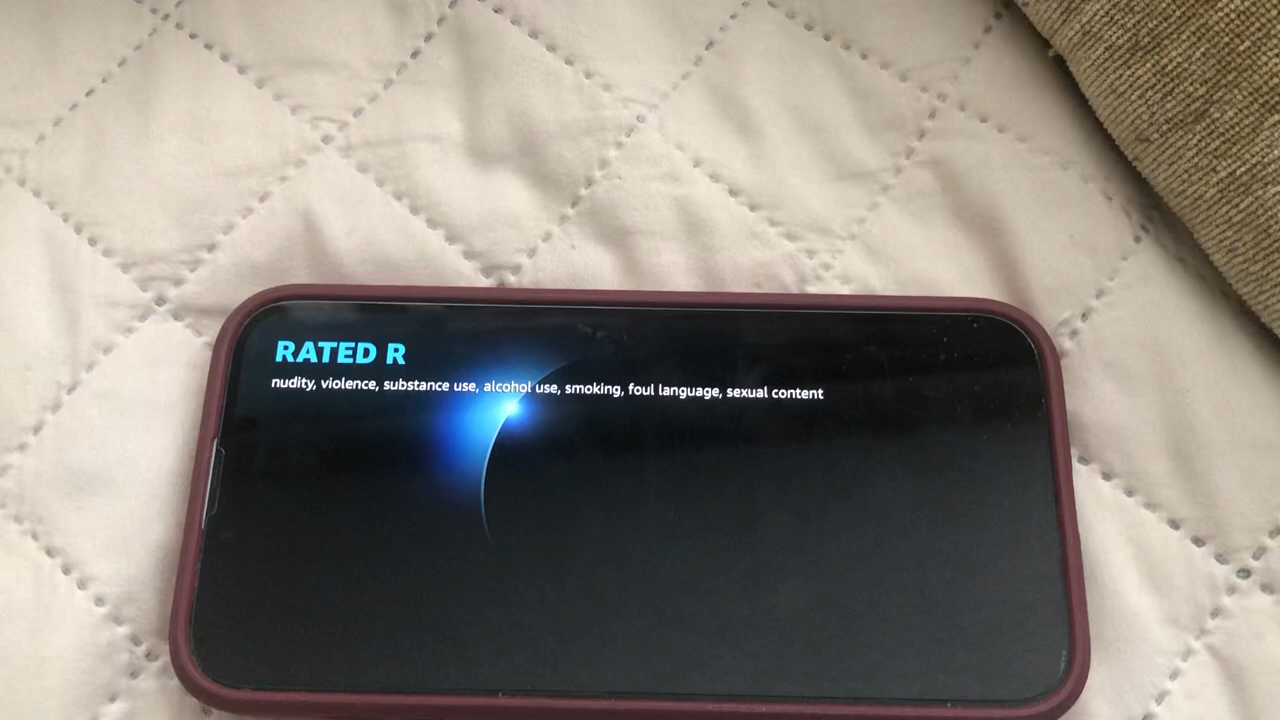 RATED R
nudity, violence, substance use, alcohol use, smoking, foul language, sexual content